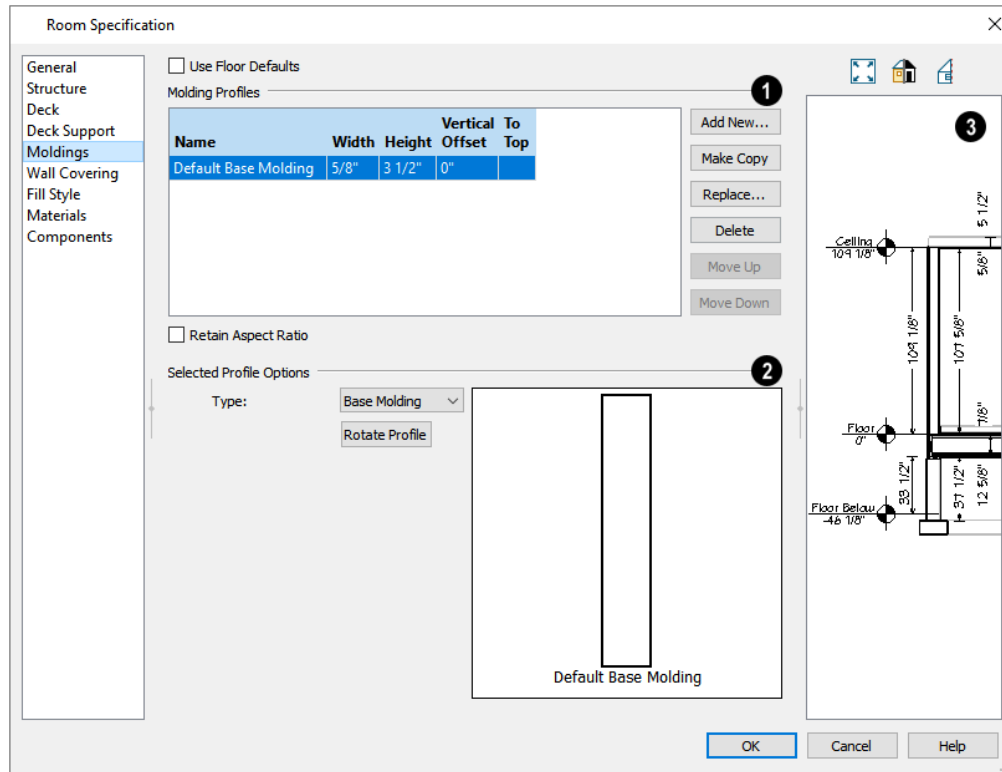 Room Specification
General
Structure
Deck
Deck Support
Moldings
Wall Covering
Fill Style
Materials
Components
Use Floor Defaults
Molding Profiles
1
Name Width Height Vertical Offset To Top
Default Base Molding 5/8" 3 1/2" 0"
Add New...
Make Copy
Replace...
Delete
Move Up
Move Down
Retain Aspect Ratio
Selected Profile Options
2
Type: Base Molding
Rotate Profile
Default Base Molding
3
5 1/2"
Ceiling
109 1/8"
5/8"
109 1/8"
107 5/8"
1/8"
Floor
0"
33 1/2"
37 1/2"
12 5/8"
Floor Below
-46 1/8"
OK Cancel Help